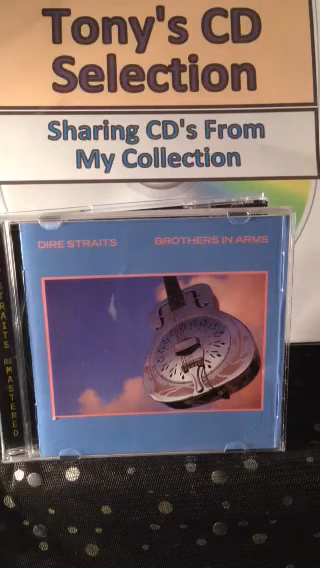 Tony's CD
Selection
Sharing CD's From
My Collection
DIRE STRAITS BROTHERS IN ARMS
STRAITS REMASTERED